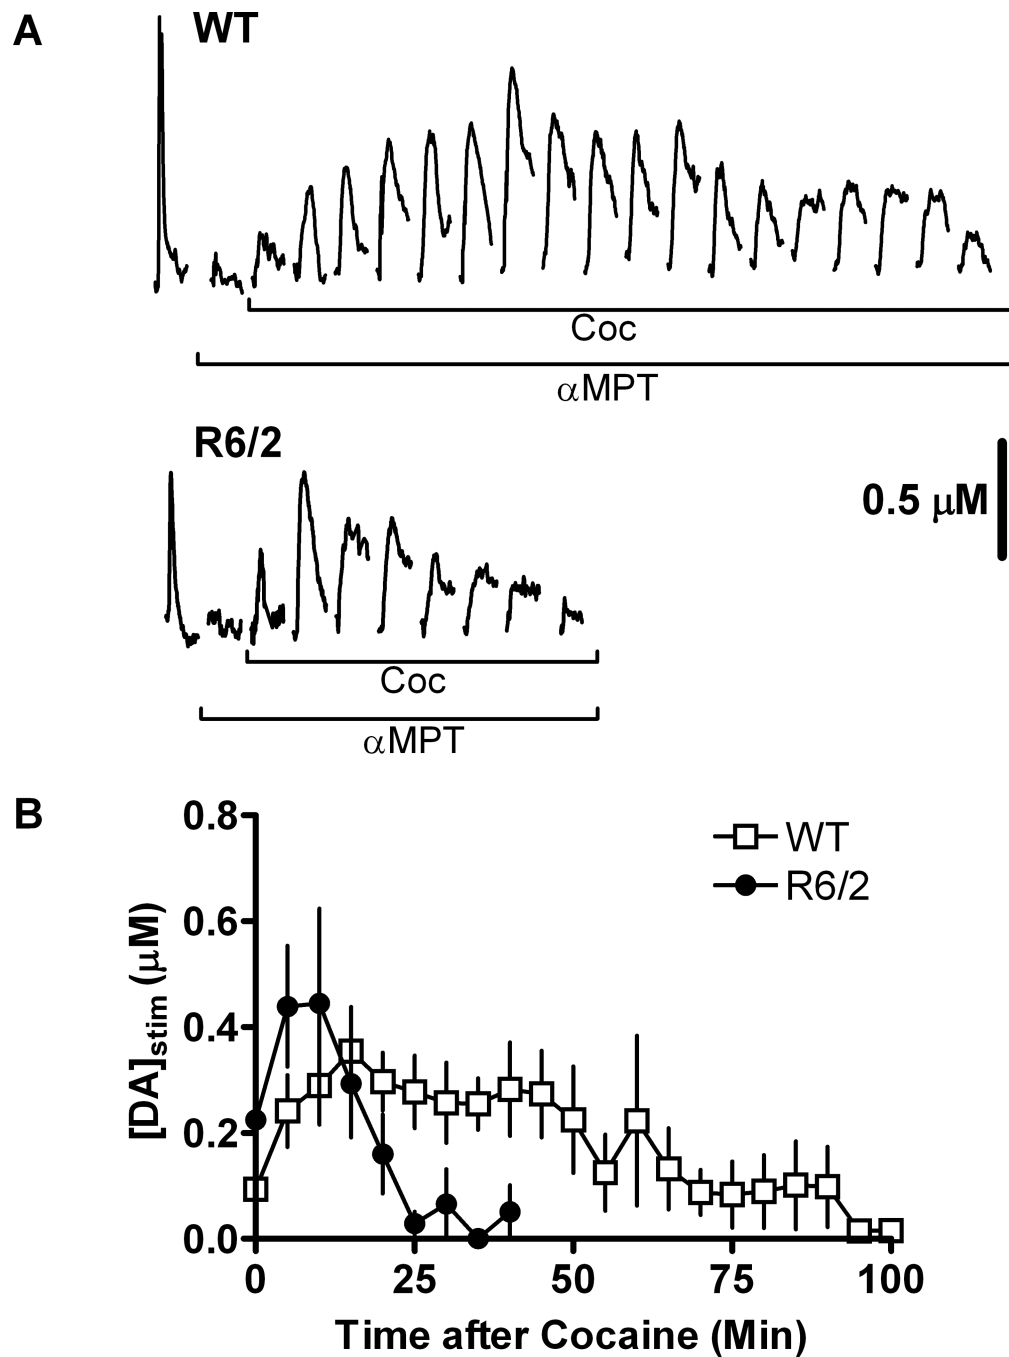 A
WT
Coc
αMPT
R6/2
0.5 μM
Coc
αMPT
B
0.8
0.6
0.4
0.2
0.0
[DA]stim (μM)
WT
R6/2
0 25 50 75 100
Time after Cocaine (Min)